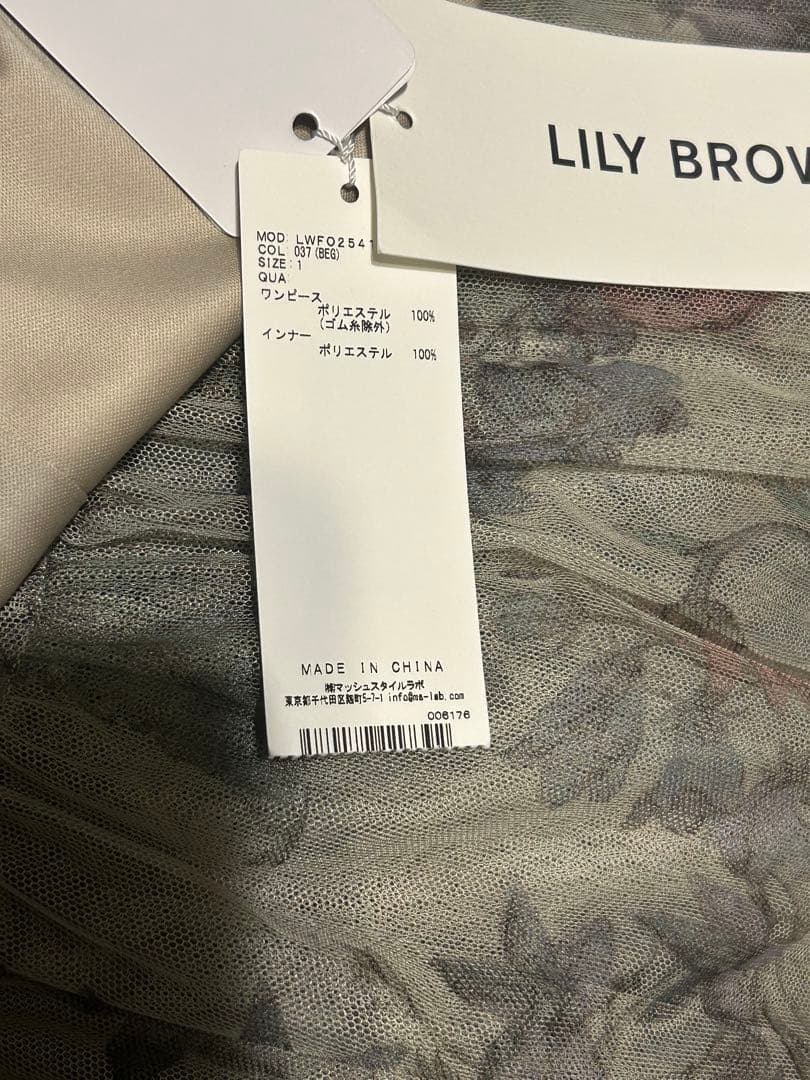 LILY BROW
MOD: LWFO2541
COL: 037(BEG)
SIZE:1
QUA
ワンピース
ポリエステル 100%
(ゴム糸除外)
インナー
ポリエステル 100%
MADE IN CHINA
㈱マッシュスタイルラボ
東京都千代田区麹町5-7-1 info@ms-lab.com
006176